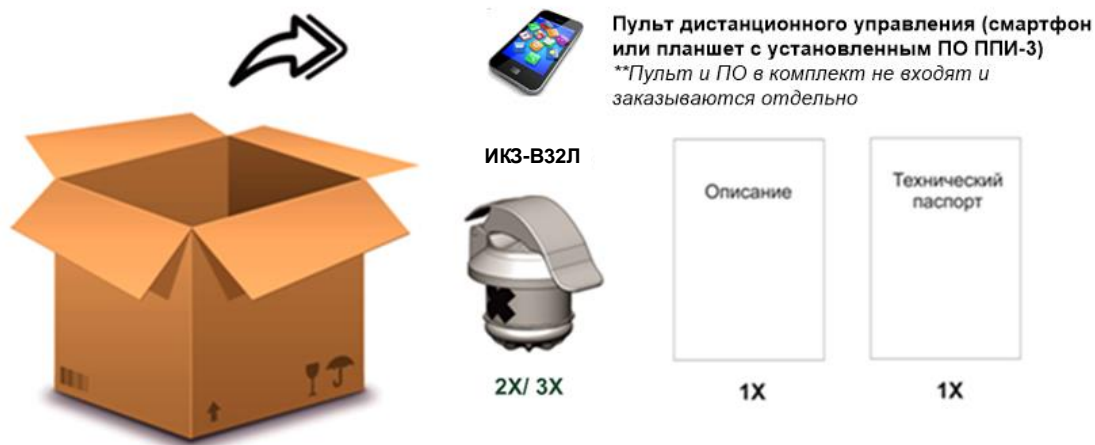 Пульт дистанционного управления (смартфон
или планшет с установленным ПО ППИ-3)
**Пульт и ПО в комплект не входят и
заказываются отдельно
ИКЗ-В32Л
Описание
Технический
паспорт
2X/ 3X
1X
1X